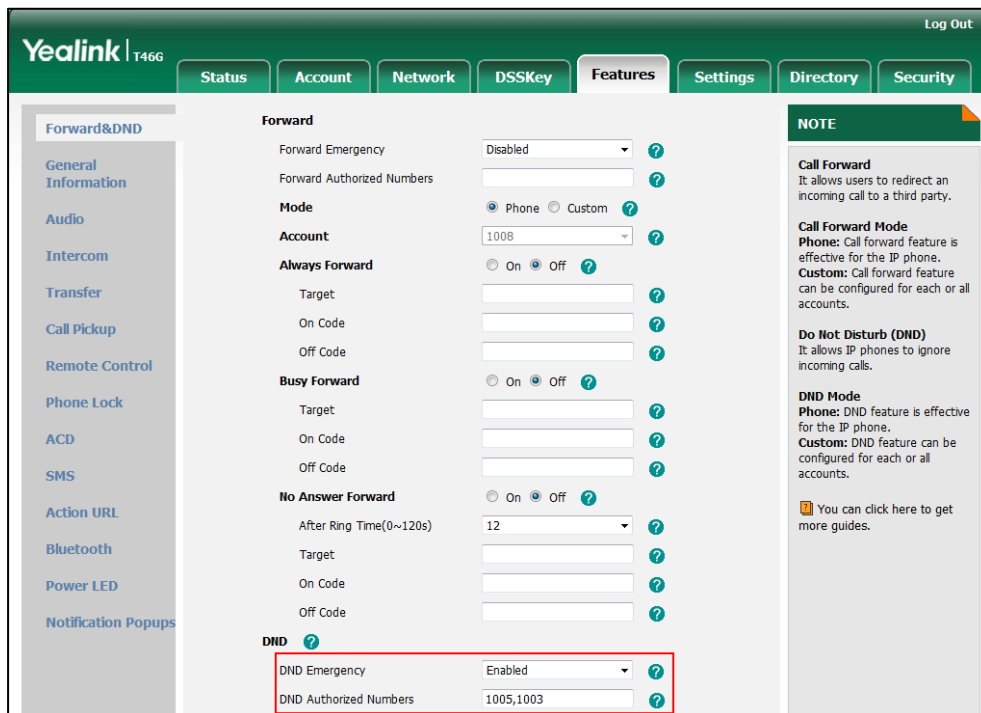 Log Out
Yealink T46G
Status Account Network DSSKey Features Settings Directory Security
Forward&DND
General
Information
Audio
Intercom
Transfer
Call Pickup
Remote Control
Phone Lock
ACD
SMS
Action URL
Bluetooth
Power LED
Notification Popups
Forward
Forward Emergency Disabled ?
Forward Authorized Numbers ?
Mode Phone Custom ?
Account 1008 ?
Always Forward On Off ?
Target ?
On Code ?
Off Code ?
Busy Forward On Off ?
Target ?
On Code ?
Off Code ?
No Answer Forward On Off ?
After Ring Time(0~120s) 12 ?
Target ?
On Code ?
Off Code ?
DND ?
DND Emergency Enabled ?
DND Authorized Numbers 1005,1003 ?
NOTE
Call Forward
It allows users to redirect an
incoming call to a third party.
Call Forward Mode
Phone: Call forward feature is
effective for the IP phone.
Custom: Call forward feature
can be configured for each or all
accounts.
Do Not Disturb (DND)
It allows IP phones to ignore
incoming calls.
DND Mode
Phone: DND feature is effective
for the IP phone.
Custom: DND feature can be
configured for each or all
accounts.
? You can click here to get
more guides.